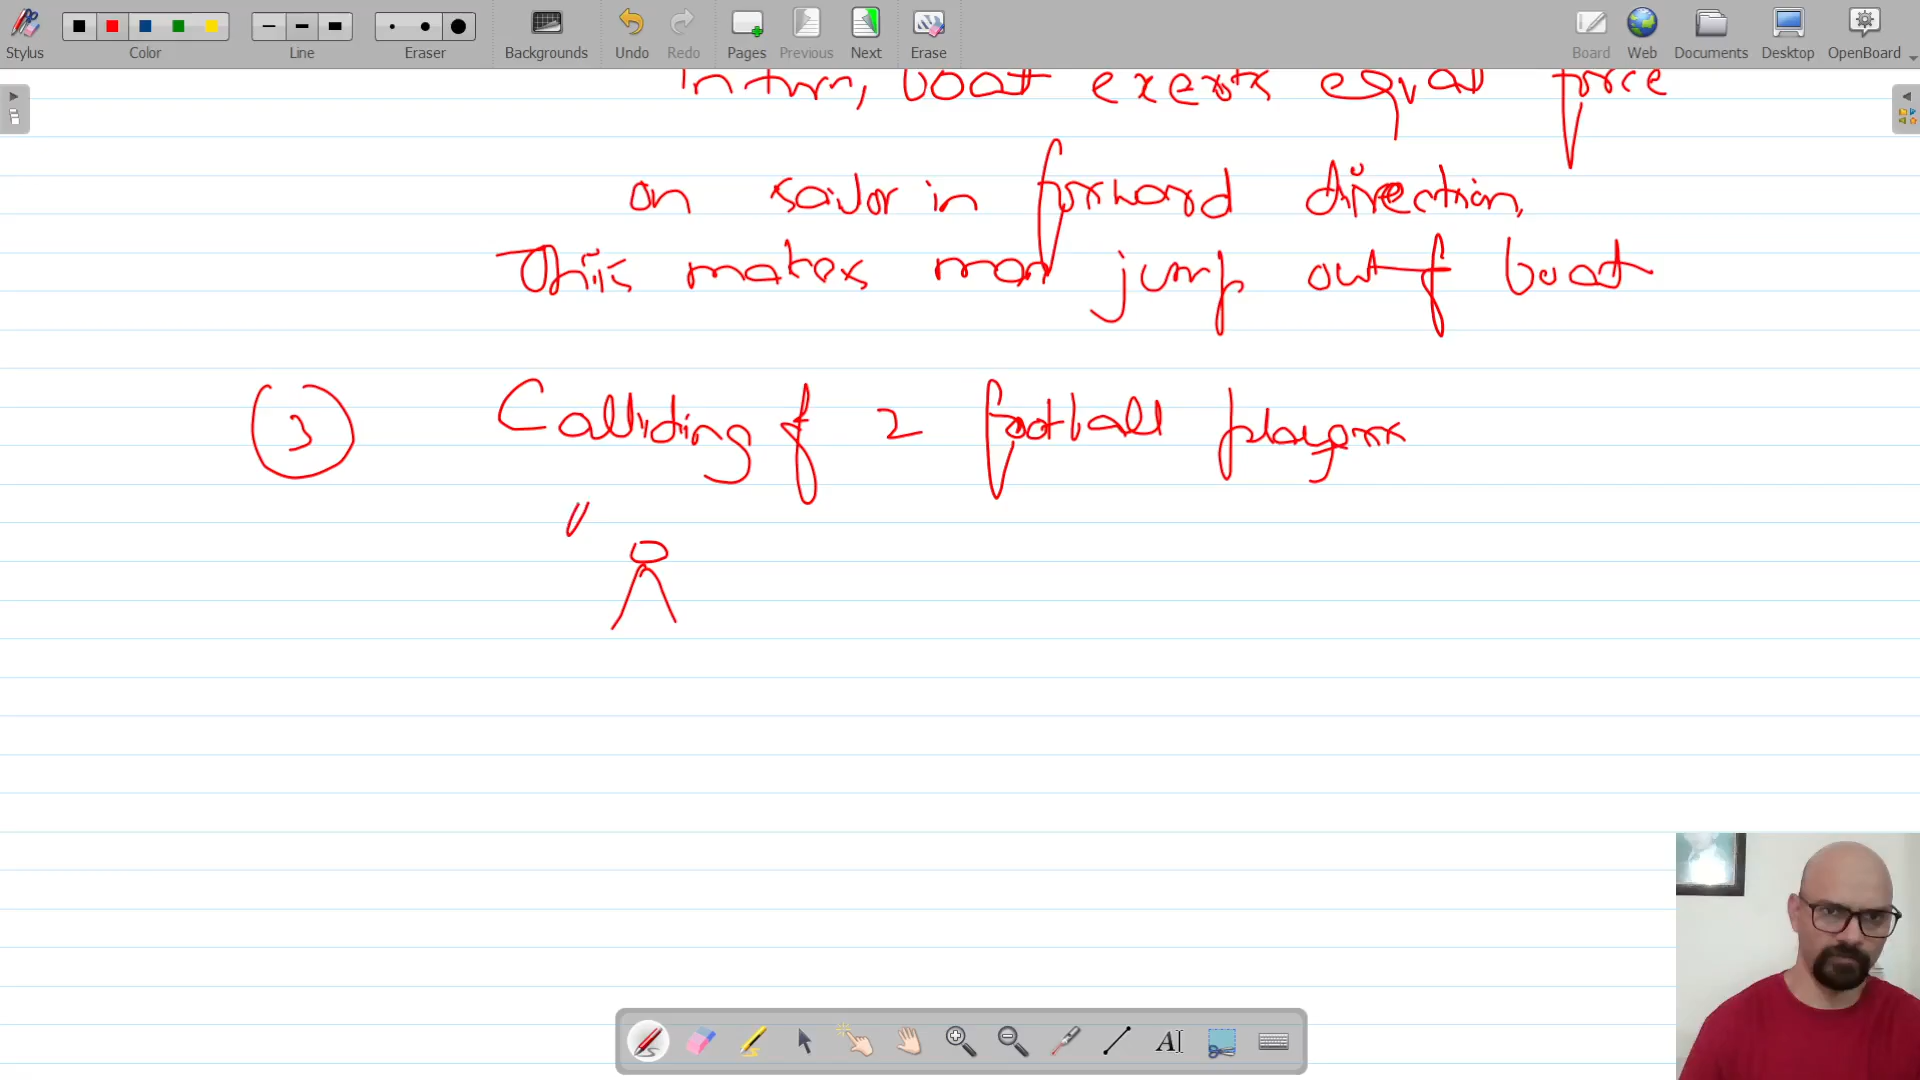 Stylus Color Line Eraser Backgrounds Undo Redo Pages Previous Next Erase Board Web Documents Desktop OpenBoard
In turn, boat exerts equal force
on sailor in forward direction,
This makes man jump out of boat
3 Colliding of 2 football players